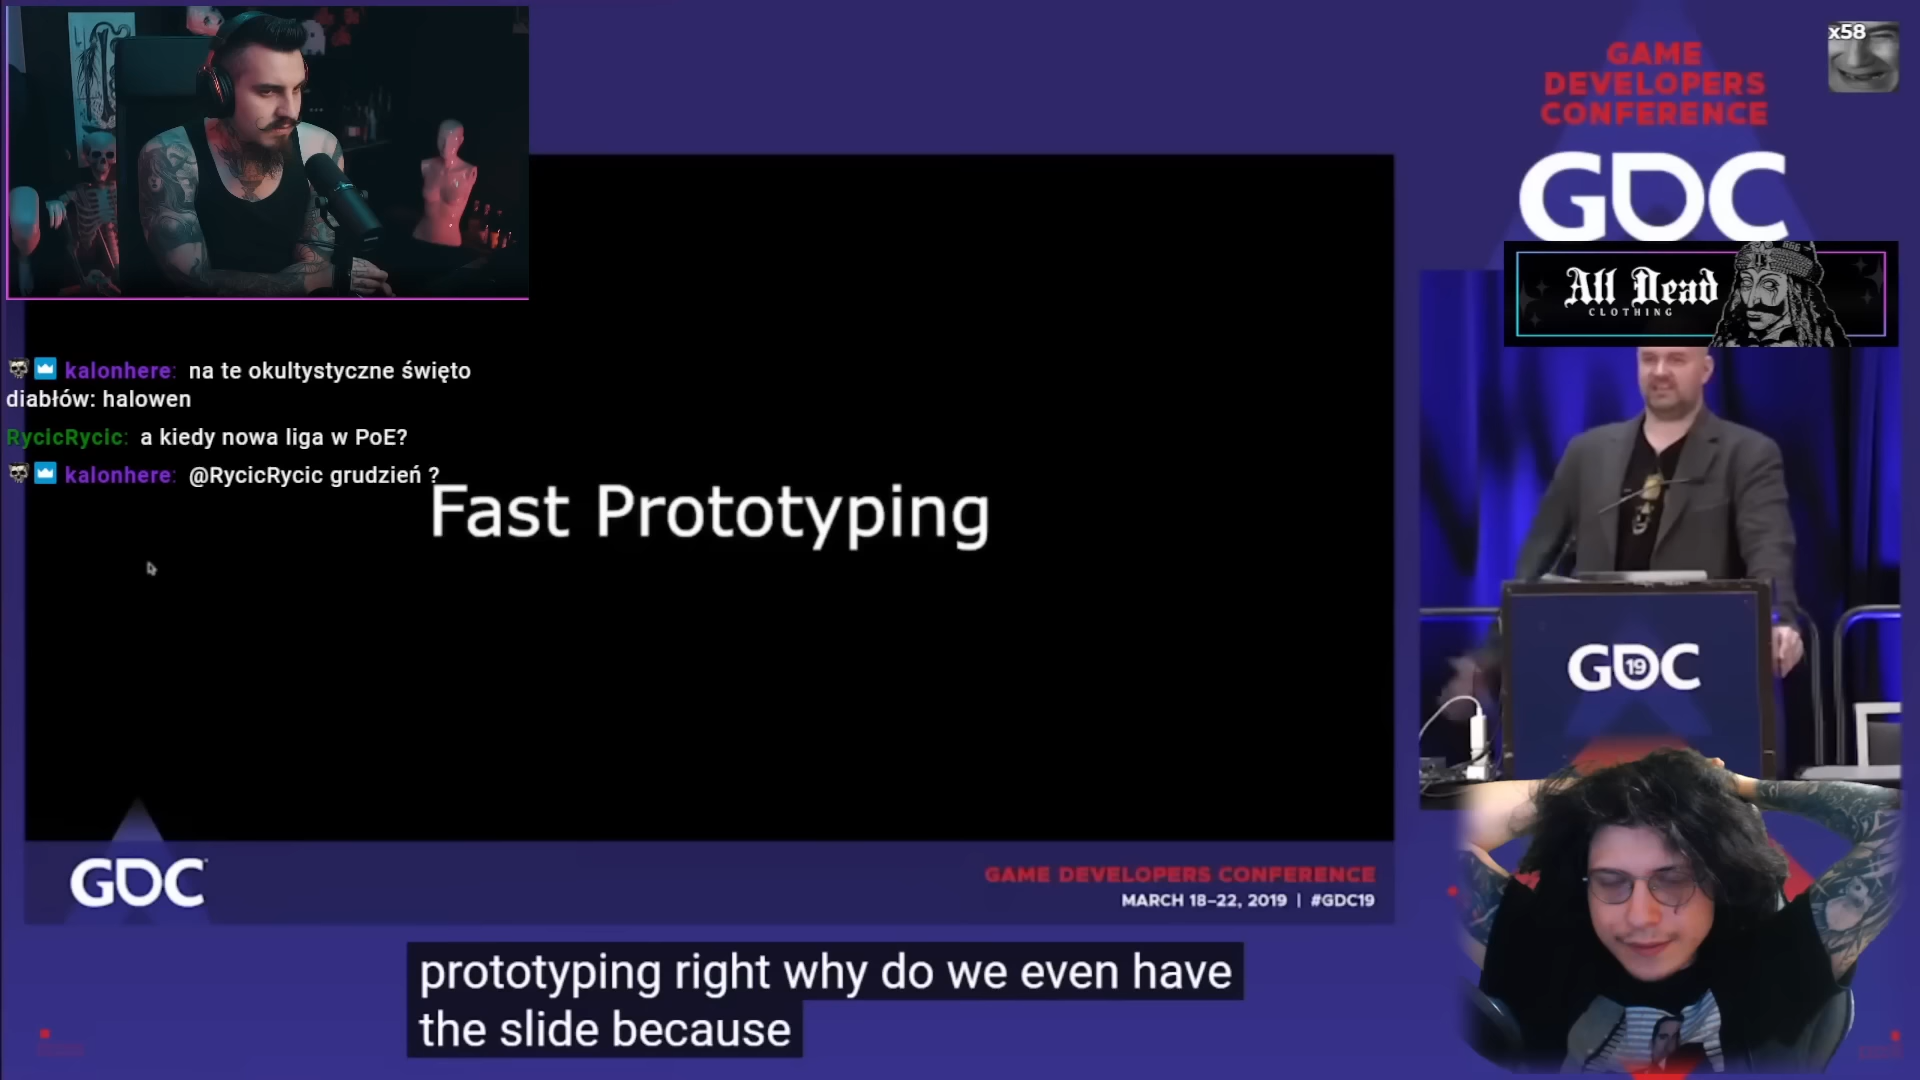 x58
GAME
DEVELOPERS
CONFERENCE
GDC
All Dead
CLOTHING
kalonhere: na te okultystyczne święto
diabłów: halowen
RycicRycic: a kiedy nowa liga w PoE?
kalonhere: @RycicRycic grudzień ?
Fast Prototyping
GDC
19
GDC
GAME DEVELOPERS CONFERENCE
MARCH 18–22, 2019 | #GDC19
prototyping right why do we even have
the slide because